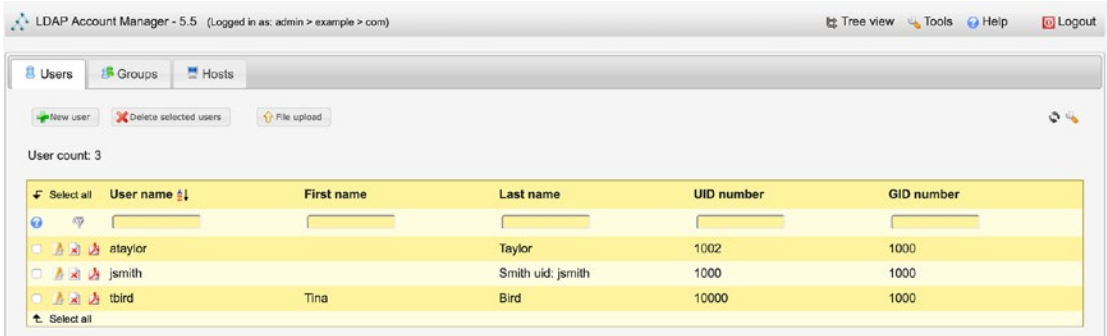 LDAP Account Manager - 5.5 (Logged in as: admin > example > com) Tree view Tools Help Logout
Users Groups Hosts
New user Delete selected users File upload
User count: 3
Select all User name First name Last name UID number GID number
ataylor Taylor 1002 1000
jsmith Smith uid: jsmith 1000 1000
tbird Tina Bird 10000 1000
Select all